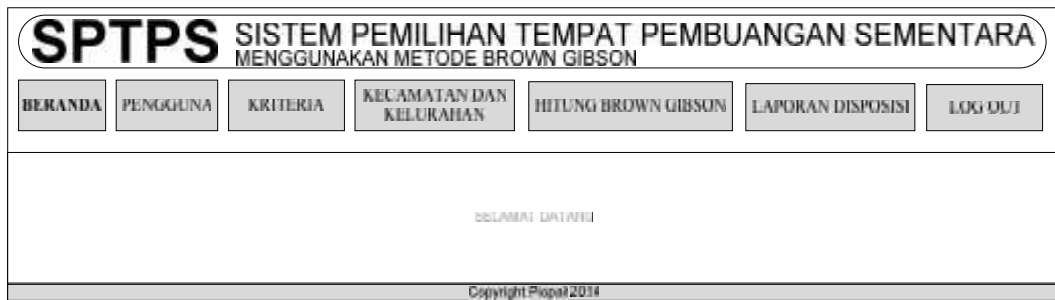 SPTPS
SISTEM PEMILIHAN TEMPAT PEMBUANGAN SEMENTARA
MENGGUNAKAN METODE BROWN GIBSON
BERANDA
PENGGUNA
KRITERIA
KECAMATAN DAN
KELURAHAN
HITUNG BROWN GIBSON
LAPORAN DISPOSISI
LOG OUT
SELAMAT DATANG
Copyright 2014